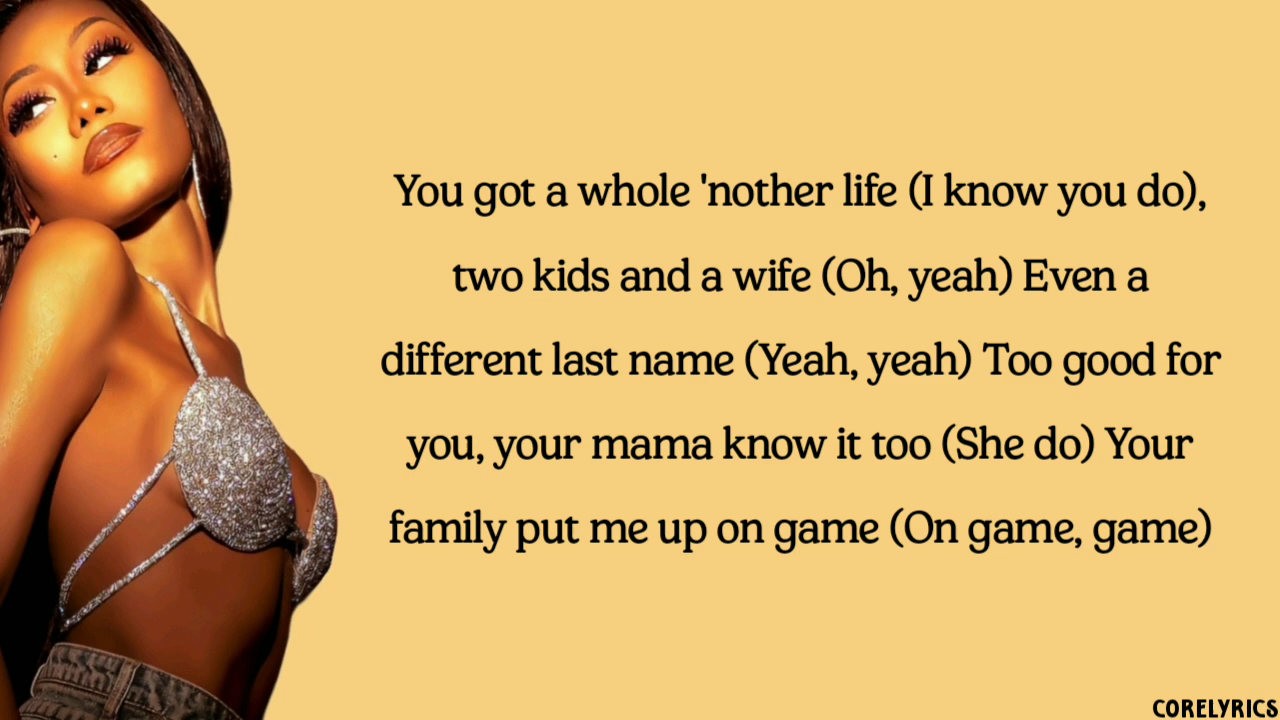 You got a whole 'nother life (I know you do),
two kids and a wife (Oh, yeah) Even a
different last name (Yeah, yeah) Too good for
you, your mama know it too (She do) Your
family put me up on game (On game, game)
CORELYRICS